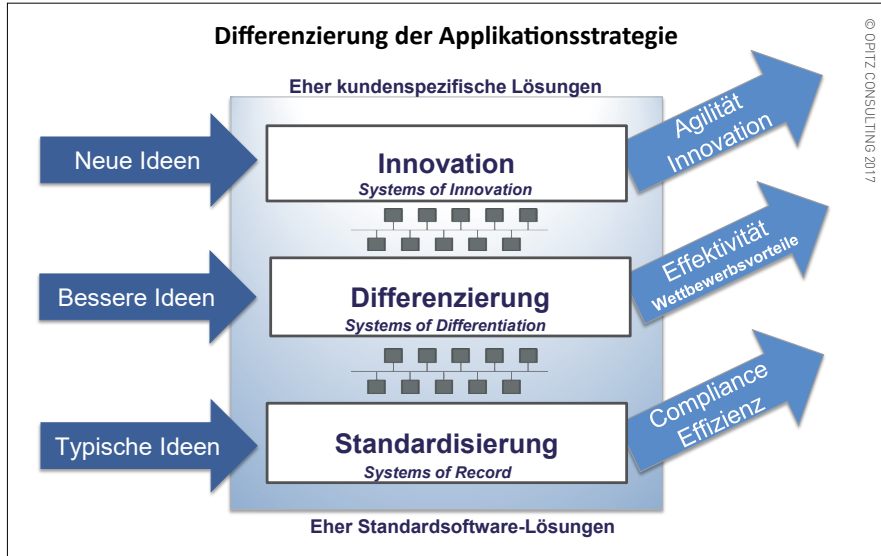 Differenzierung der Applikationsstrategie
© OPITZ CONSULTING 2017
Eher kundenspezifische Lösungen
Neue Ideen
Innovation
Systems of Innovation
Agilität
Innovation
Bessere Ideen
Differenzierung
Systems of Differentiation
Effektivität
Wettbewerbsvorteile
Typische Ideen
Standardisierung
Systems of Record
Compliance
Effizienz
Eher Standardsoftware-Lösungen